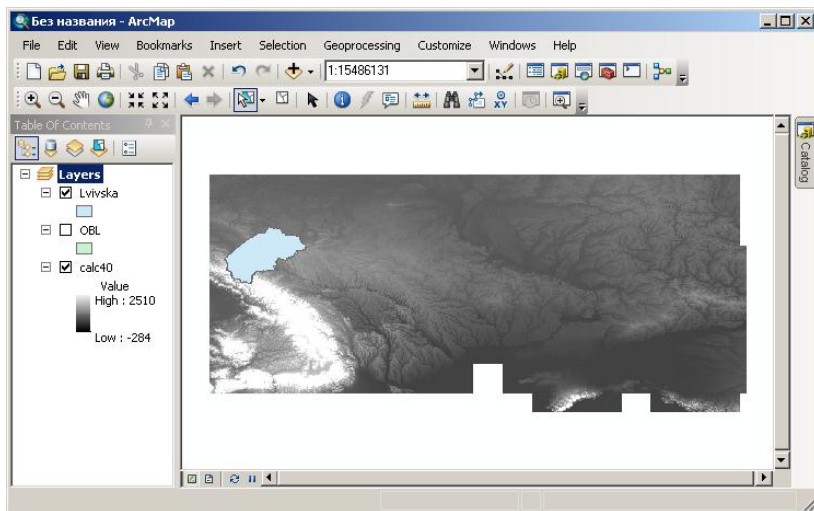 Без названия - ArcMap
File Edit View Bookmarks Insert Selection Geoprocessing Customize Windows Help
1:15486131
XY
Table Of Contents
Layers
Lvivska
OBL
calc40
Value
High : 2510
Low : -284
Catalog